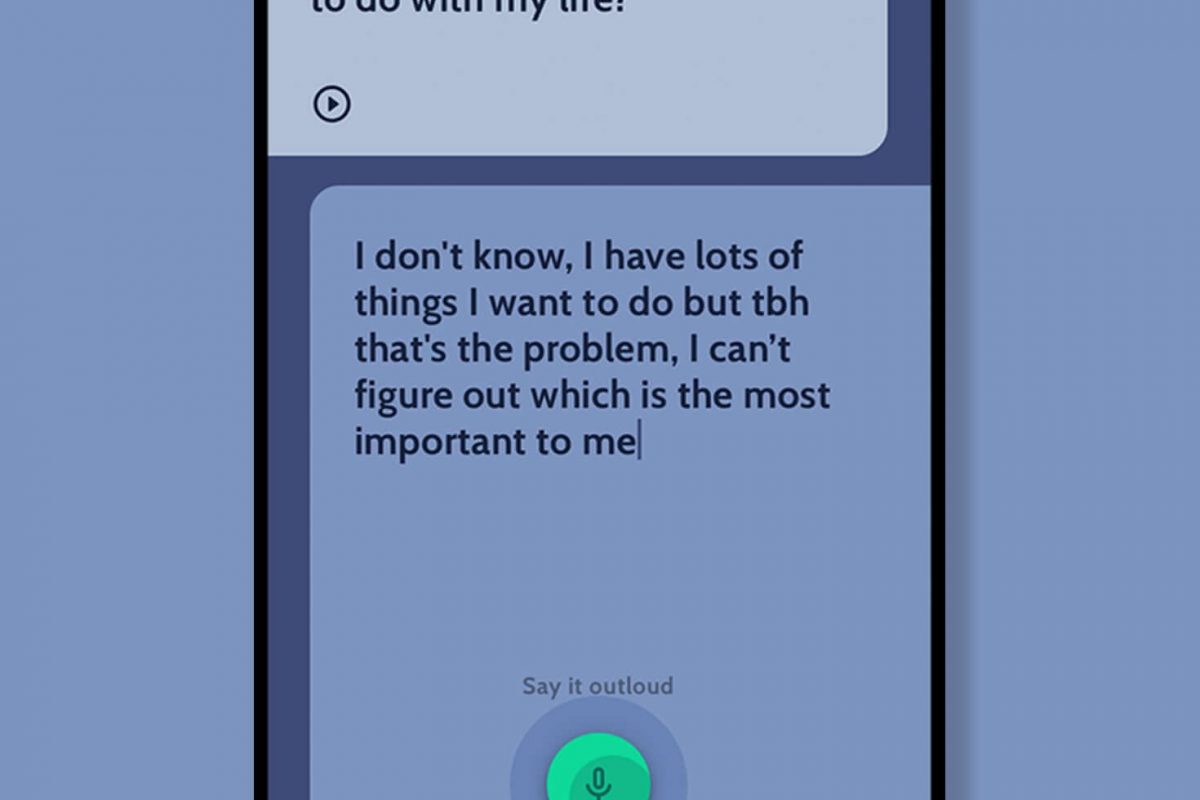 to do with my life?
I don't know, I have lots of
things I want to do but tbh
that's the problem, I can’t
figure out which is the most
important to me
Say it outloud